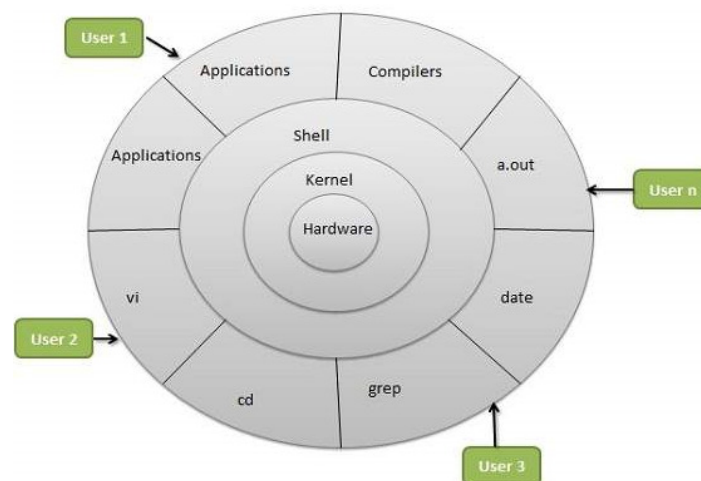 User 1
Applications
Compilers
Shell
Applications
a.out
Kernel
User n
Hardware
vi
date
User 2
cd
grep
User 3